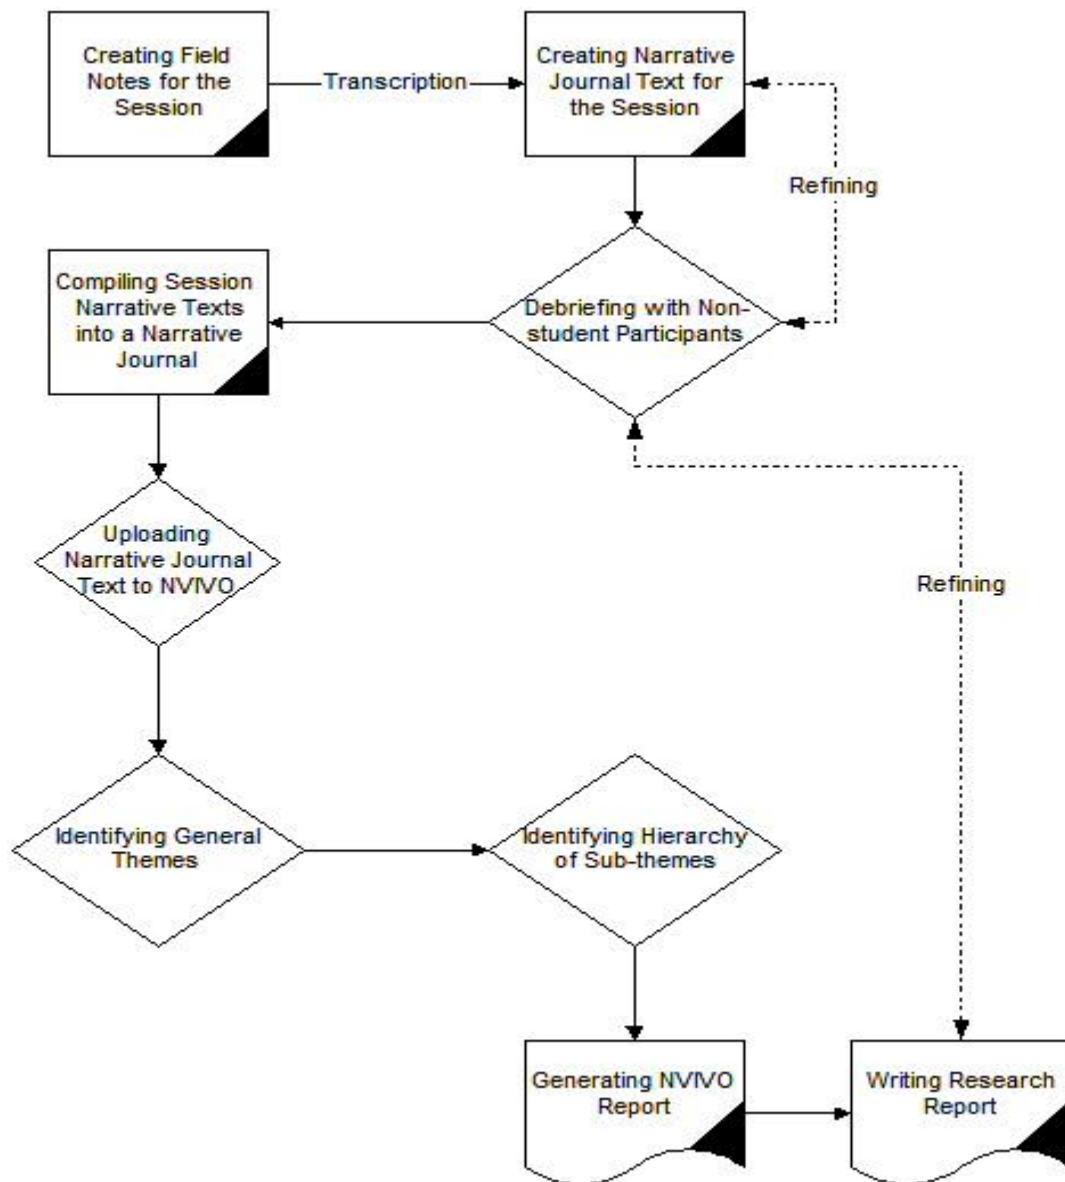 Creating Field
Notes for the
Session
Transcription
Creating Narrative
Journal Text for
the Session
Refining
Debriefing with Non-
student Participants
Compiling Session
Narrative Texts
into a Narrative
Journal
Uploading
Narrative Journal
Text to NVIVO
Refining
Identifying General
Themes
Identifying Hierarchy
of Sub-themes
Generating NVIVO
Report
Writing Research
Report